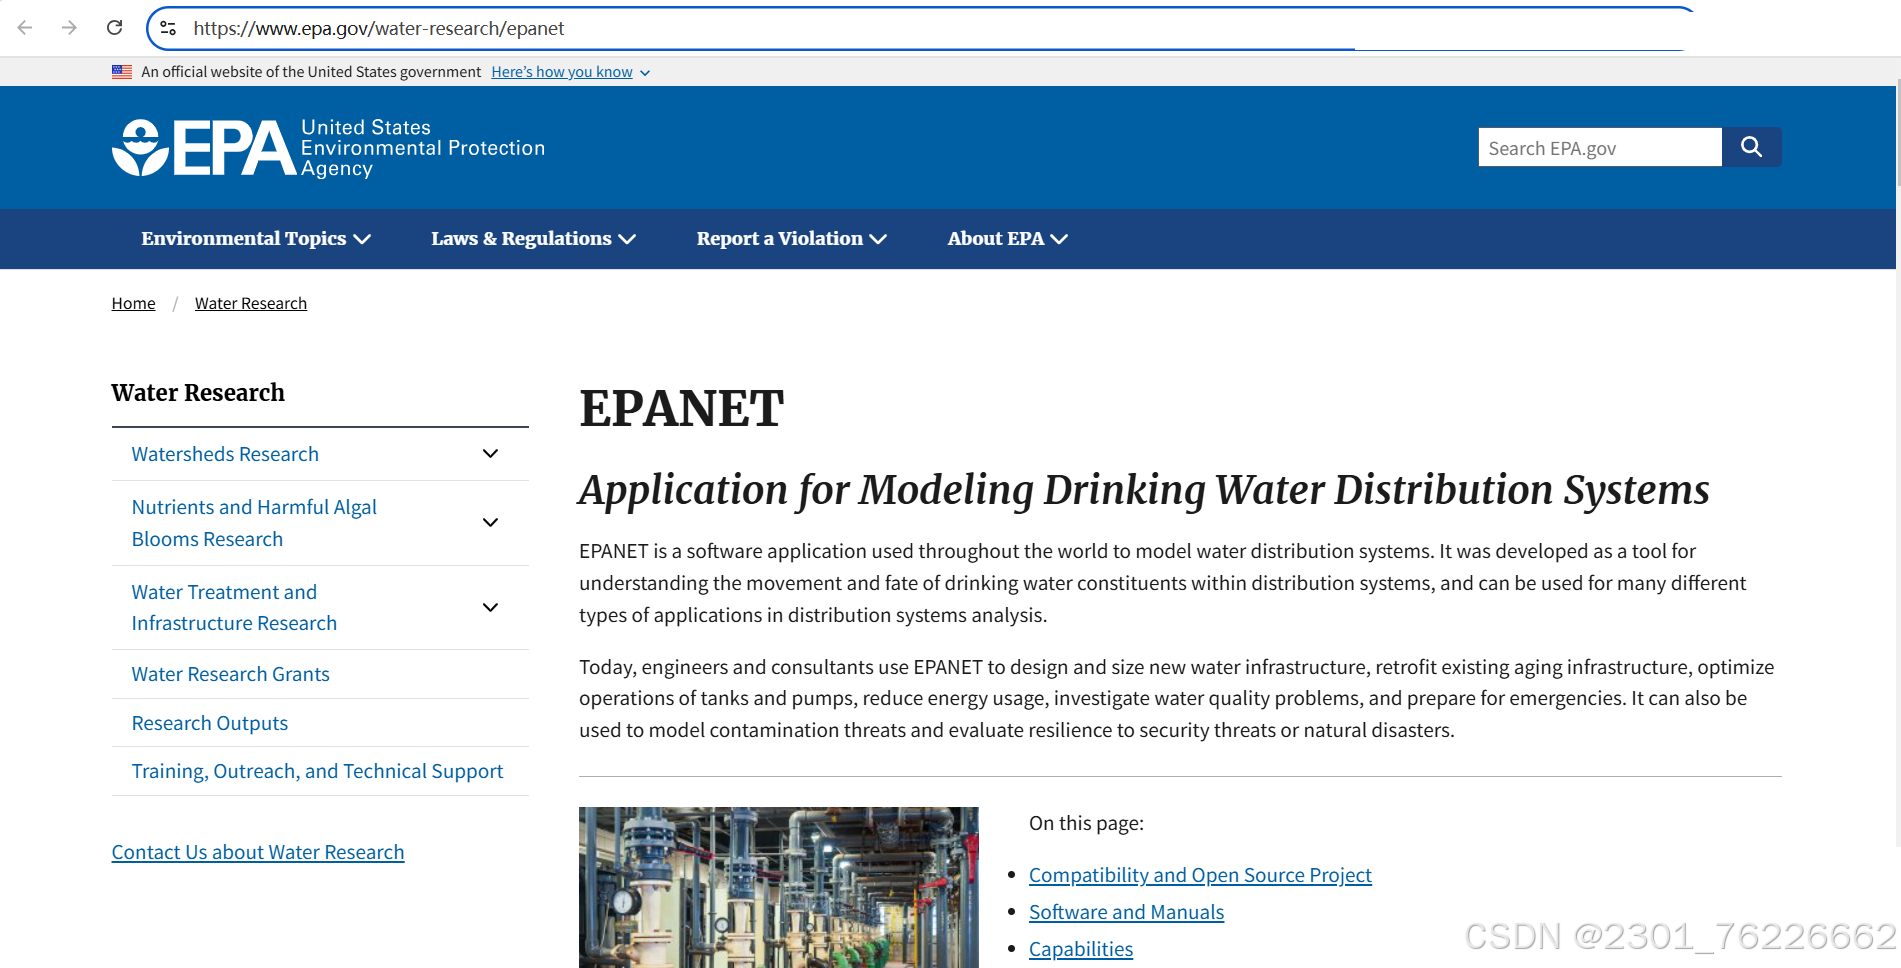 https://www.epa.gov/water-research/epanet
An official website of the United States government Here's how you know
EPA United States
Environmental Protection
Agency
Search EPA.gov
Environmental Topics Laws & Regulations Report a Violation About EPA
Home / Water Research
Water Research
Watersheds Research
Nutrients and Harmful Algal
Blooms Research
Water Treatment and
Infrastructure Research
Water Research Grants
Research Outputs
Training, Outreach, and Technical Support
Contact Us about Water Research
EPANET
Application for Modeling Drinking Water Distribution Systems
EPANET is a software application used throughout the world to model water distribution systems. It was developed as a tool for
understanding the movement and fate of drinking water constituents within distribution systems, and can be used for many different
types of applications in distribution systems analysis.
Today, engineers and consultants use EPANET to design and size new water infrastructure, retrofit existing aging infrastructure, optimize
operations of tanks and pumps, reduce energy usage, investigate water quality problems, and prepare for emergencies. It can also be
used to model contamination threats and evaluate resilience to security threats or natural disasters.
On this page:
Compatibility and Open Source Project
Software and Manuals
Capabilities
CSDN @2301_76226662